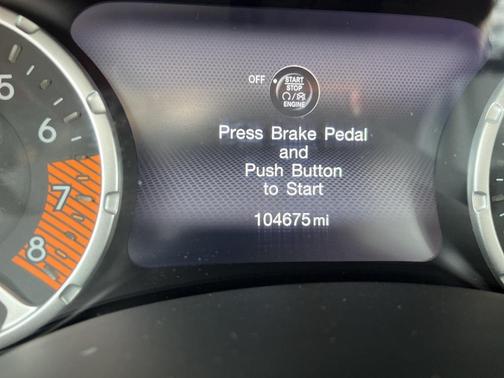 5
6
7
8
OFF
START
STOP
ENGINE
Press Brake Pedal
and
Push Button
to Start
104675 mi